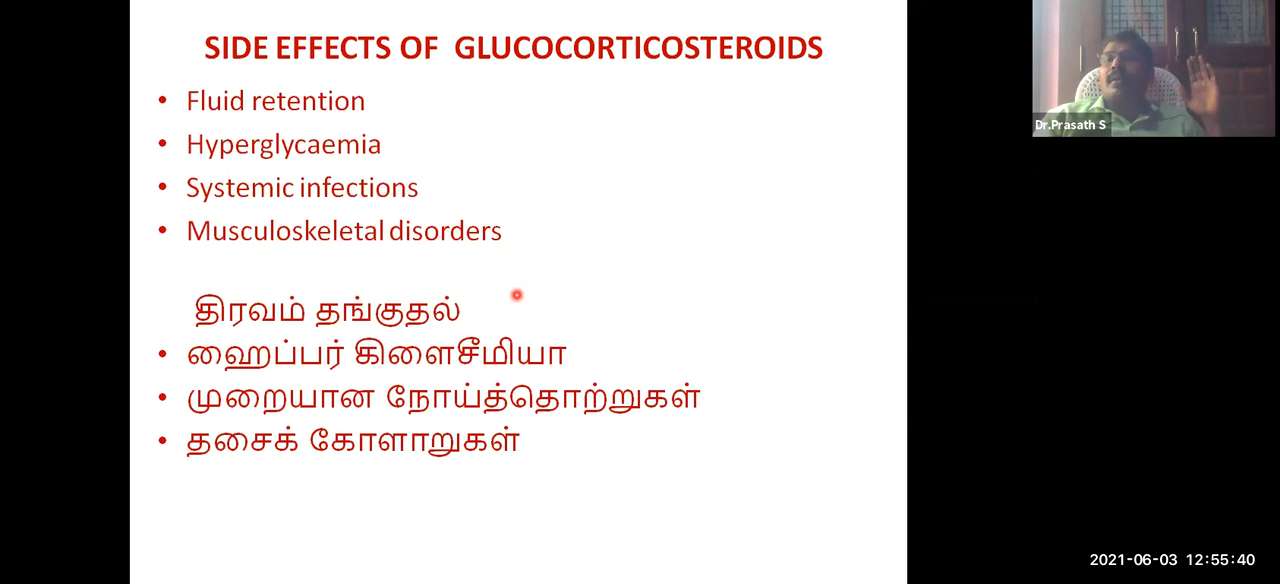 SIDE EFFECTS OF GLUCOCORTICOSTEROIDS
• Fluid retention
• Hyperglycaemia
• Systemic infections
• Musculoskeletal disorders
திரவம் தங்குதல்
• ஹைப்பர் கிளைசீமியா
• முறையான நோய்த்தொற்றுகள்
• தசைக் கோளாறுகள்
Dr.Prasath S
2021-06-03 12:55:40